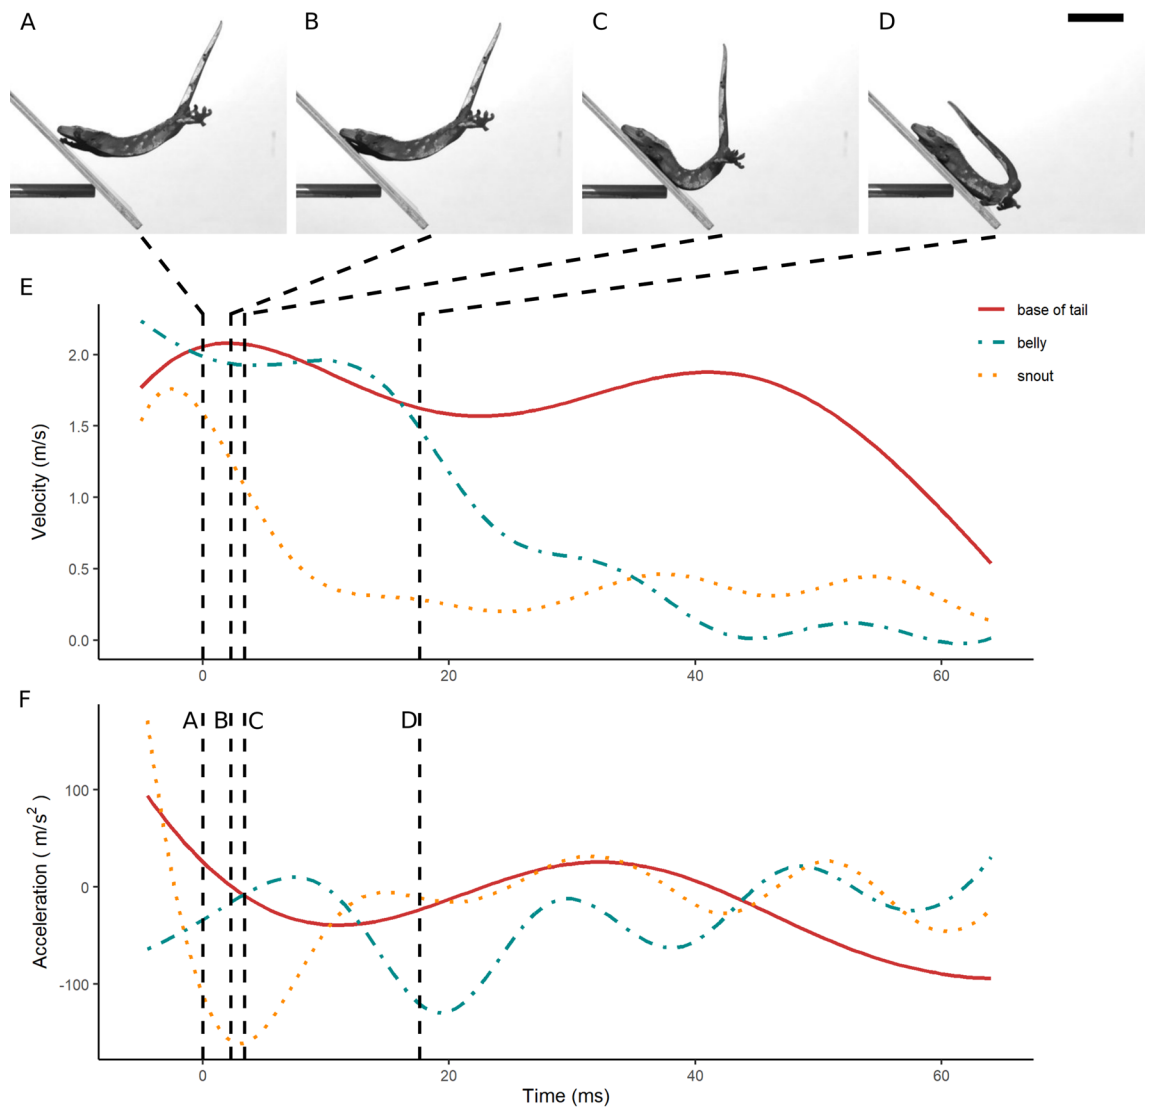 A B C D
E
base of tail
belly
snout
2.0
1.5
1.0
0.5
0.0
Velocity (m/s)
0 20 40 60
F
A B C D
100
0
-100
Acceleration ( m/s² )
0 20 40 60
Time (ms)